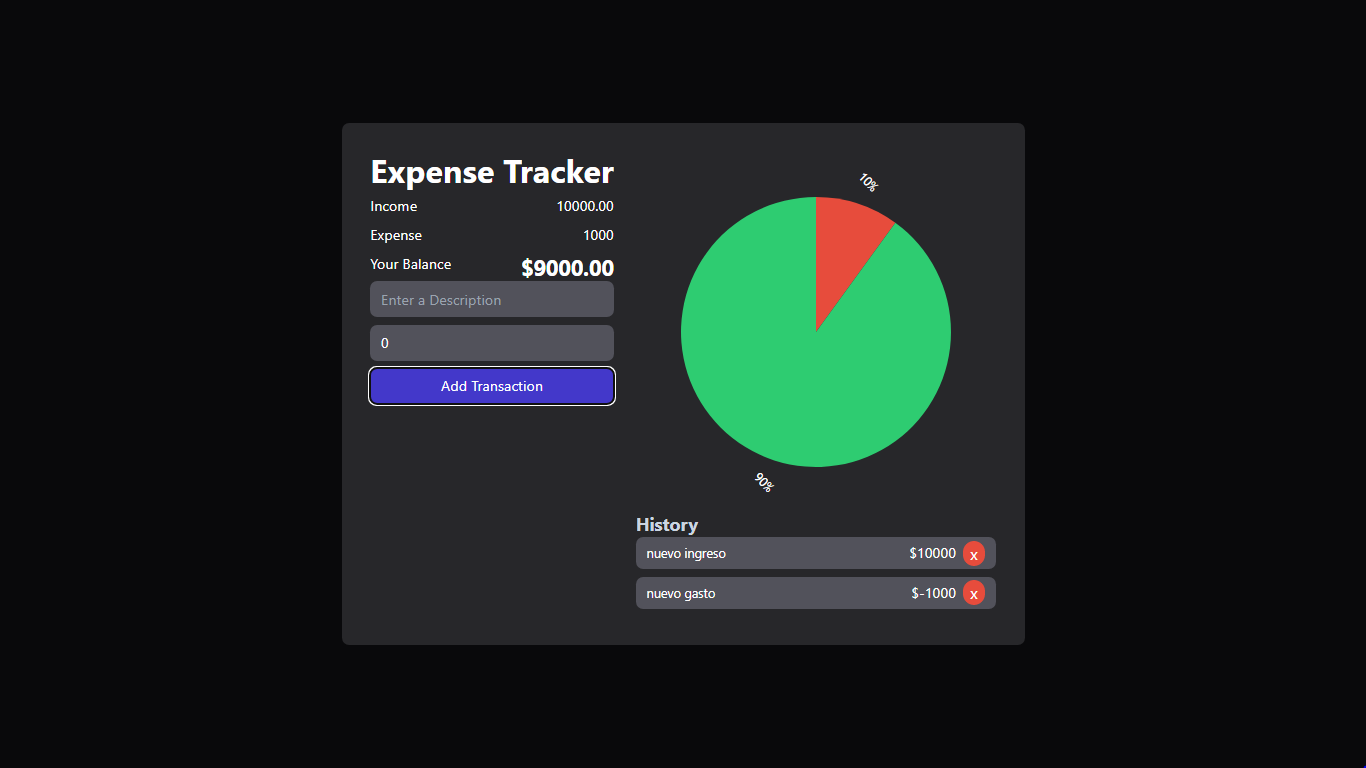 Expense Tracker
Income 10000.00
Expense 1000
Your Balance $9000.00
Enter a Description
0
Add Transaction
10%
90%
History
nuevo ingreso $10000 x
nuevo gasto $-1000 x